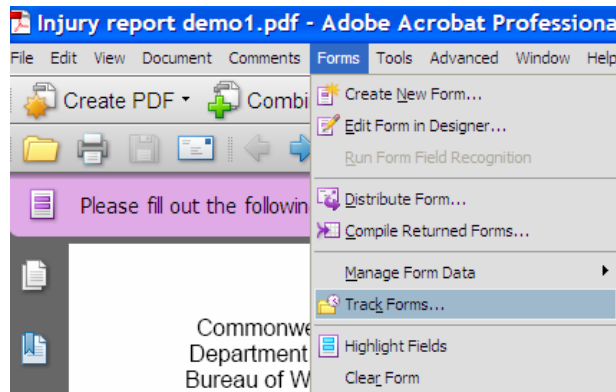 Injury report demo1.pdf - Adobe Acrobat Professiona
File Edit View Document Comments Forms Tools Advanced Window Help
Create PDF Combi
Create New Form...
Edit Form in Designer...
Run Form Field Recognition
Please fill out the followin
Distribute Form...
Compile Returned Forms...
Manage Form Data
Track Forms...
Highlight Fields
Clear Form
Commonwe
Department
Bureau of W